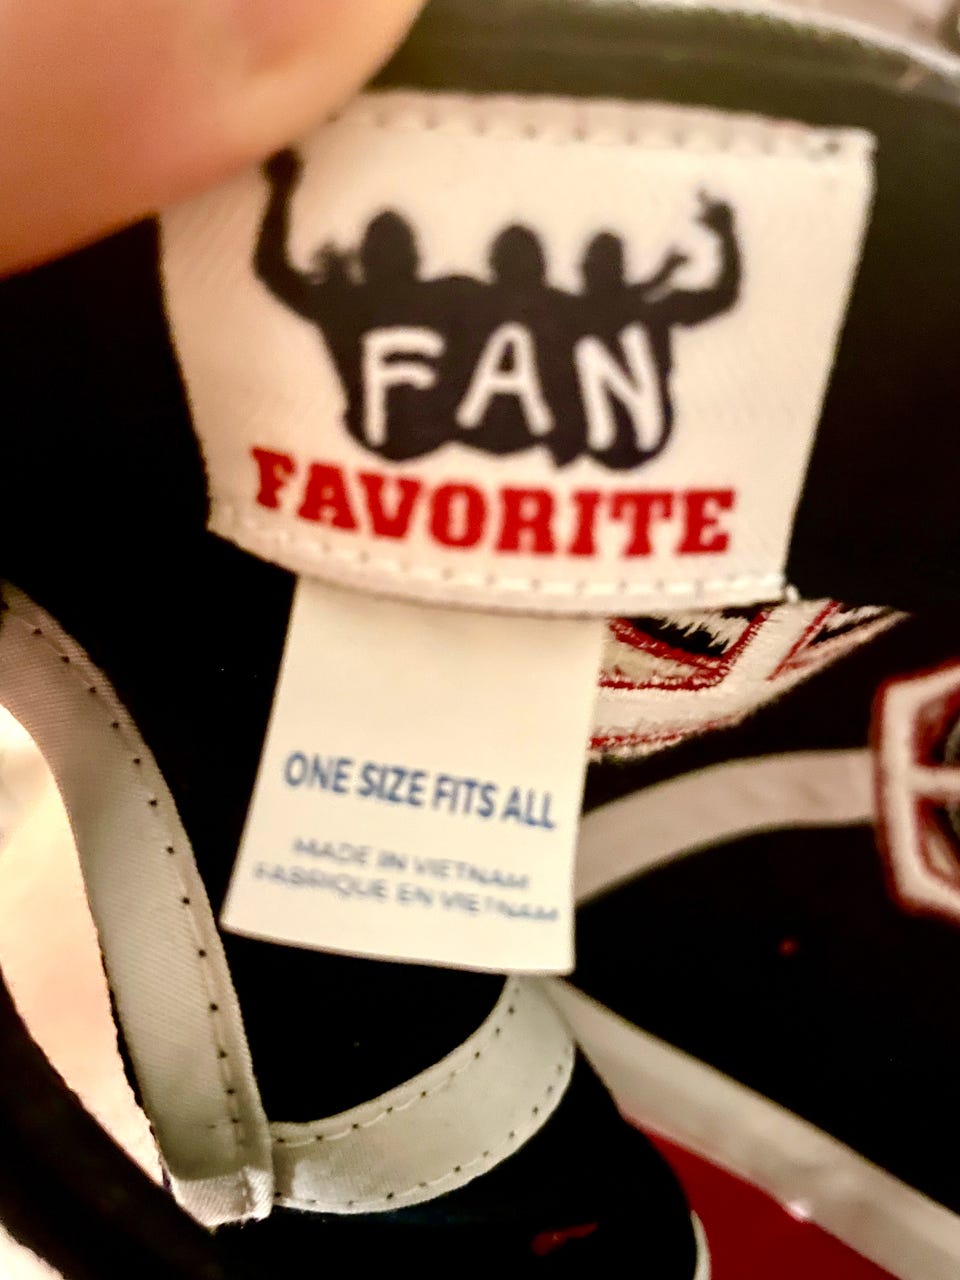 FAN
FAVORITE
ONE SIZE FITS ALL
MADE IN VIETNAM
FABRIQUE EN VIETNAM